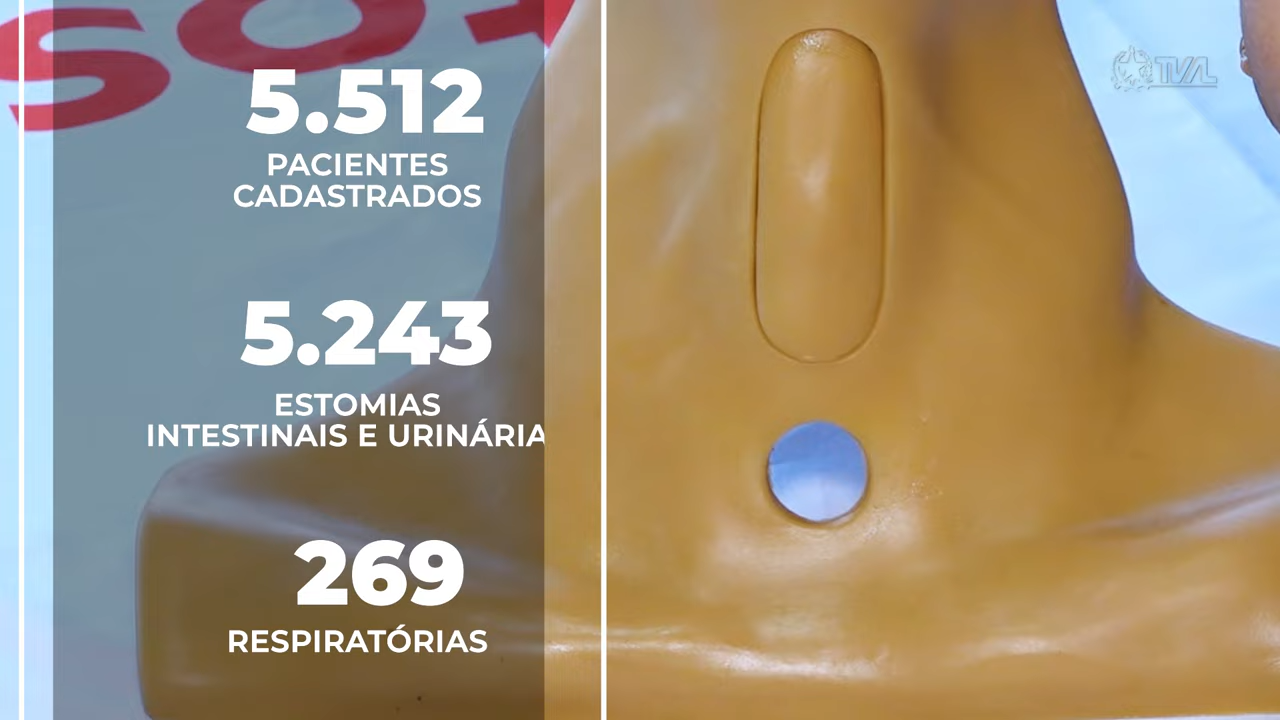 5.512
PACIENTES
CADASTRADOS
5.243
ESTOMIAS
INTESTINAIS E URINÁRIA
269
RESPIRATÓRIAS
TVAL